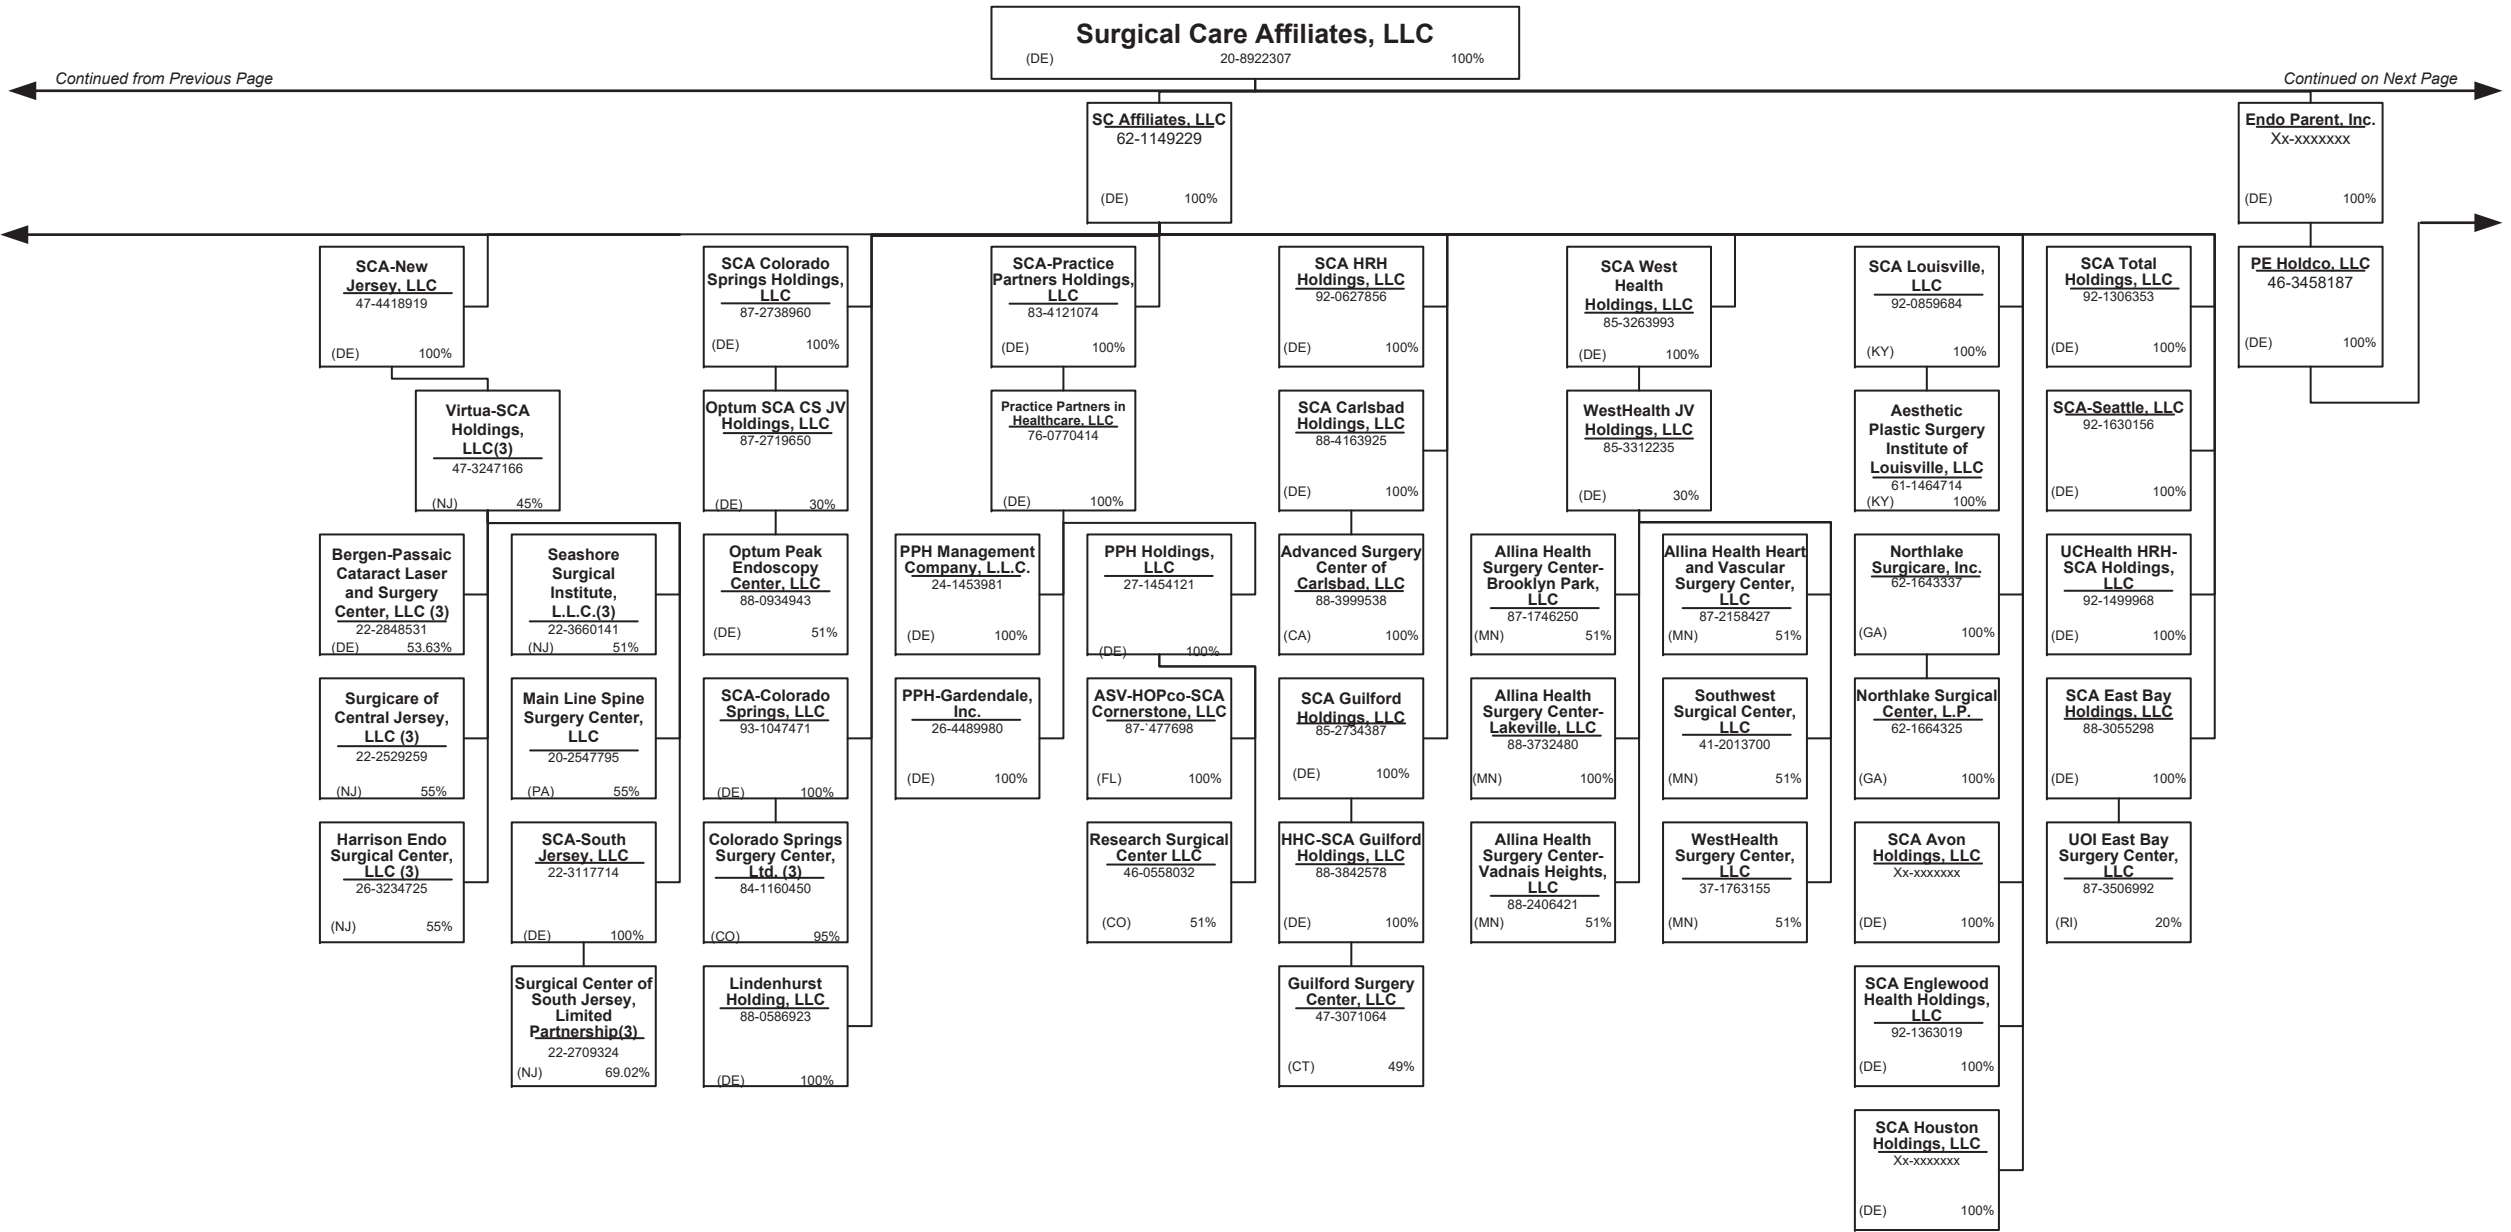 Surgical Care Affiliates, LLC
(DE) 20-8922307 100%
Continued from Previous Page
Continued on Next Page
SC Affiliates, LLC
62-1149229
(DE) 100%
Endo Parent, Inc.
Xx-xxxxxxx
(DE) 100%
SCA-New
Jersey, LLC
47-4418919
(DE) 100%
SCA Colorado
Springs Holdings,
LLC
87-2738960
(DE) 100%
SCA-Practice
Partners Holdings,
LLC
83-4121074
(DE) 100%
SCA HRH
Holdings, LLC
92-0627856
(DE) 100%
SCA West
Health
Holdings, LLC
85-3263993
(DE) 100%
SCA Louisville,
LLC
92-0859684
(KY) 100%
SCA Total
Holdings, LLC
92-1306353
(DE) 100%
PE Holdco, LLC
46-3458187
(DE) 100%
Virtua-SCA
Holdings,
LLC(3)
47-3247166
(NJ) 45%
Optum SCA CS JV
Holdings, LLC
87-2719650
(DE) 30%
Practice Partners in
Healthcare, LLC
76-0770414
(DE) 100%
SCA Carlsbad
Holdings, LLC
88-4163925
(DE) 100%
WestHealth JV
Holdings, LLC
85-3312235
(DE) 30%
Aesthetic
Plastic Surgery
Institute of
Louisville, LLC
61-1464714
(KY) 100%
SCA-Seattle, LLC
92-1630156
(DE) 100%
Bergen-Passaic
Cataract Laser
and Surgery
Center, LLC (3)
22-2848531
(DE) 53.63%
Seashore
Surgical
Institute,
L.L.C.(3)
22-3660141
(NJ) 51%
Optum Peak
Endoscopy
Center, LLC
88-0934943
(DE) 51%
PPH Management
Company, L.L.C.
24-1453981
(DE) 100%
PPH Holdings,
LLC
27-1454121
(DE) 100%
Advanced Surgery
Center of
Carlsbad, LLC
88-3999538
(CA) 100%
Allina Health
Surgery Center-
Brooklyn Park,
LLC
87-1746250
(MN) 51%
Allina Health Heart
and Vascular
Surgery Center,
LLC
87-2158427
(MN) 51%
Northlake
Surgicare, Inc.
62-1643337
(GA) 100%
UCHealth HRH-
SCA Holdings,
LLC
92-1499968
(DE) 100%
Surgicare of
Central Jersey,
LLC (3)
22-2529259
(NJ) 55%
Main Line Spine
Surgery Center,
LLC
20-2547795
(PA) 55%
SCA-Colorado
Springs, LLC
93-1047471
(DE) 100%
PPH-Gardendale,
Inc.
26-4489980
(DE) 100%
ASV-HOPco-SCA
Cornerstone, LLC
87-`477698
(FL) 100%
SCA Guilford
Holdings, LLC
85-2734387
(DE) 100%
Allina Health
Surgery Center-
Lakeville, LLC
88-3732480
(MN) 100%
Southwest
Surgical Center,
LLC
41-2013700
(MN) 51%
Northlake Surgical
Center, L.P.
62-1664325
(GA) 100%
SCA East Bay
Holdings, LLC
88-3055298
(DE) 100%
Harrison Endo
Surgical Center,
LLC (3)
26-3234725
(NJ) 55%
SCA-South
Jersey, LLC
22-3117714
(DE) 100%
Colorado Springs
Surgery Center,
Ltd. (3)
84-1160450
(CO) 95%
Research Surgical
Center LLC
46-0558032
(CO) 51%
HHC-SCA Guilford
Holdings, LLC
88-3842578
(DE) 100%
Allina Health
Surgery Center-
Vadnais Heights,
LLC
88-2406421
(MN) 51%
WestHealth
Surgery Center,
LLC
37-1763155
(MN) 51%
SCA Avon
Holdings, LLC
Xx-xxxxxxx
(DE) 100%
UOI East Bay
Surgery Center,
LLC
87-3506992
(RI) 20%
Surgical Center of
South Jersey,
Limited
Partnership(3)
22-2709324
(NJ) 69.02%
Lindenhurst
Holding, LLC
88-0586923
(DE) 100%
Guilford Surgery
Center, LLC
47-3071064
(CT) 49%
SCA Englewood
Health Holdings,
LLC
92-1363019
(DE) 100%
SCA Houston
Holdings, LLC
Xx-xxxxxxx
(DE) 100%